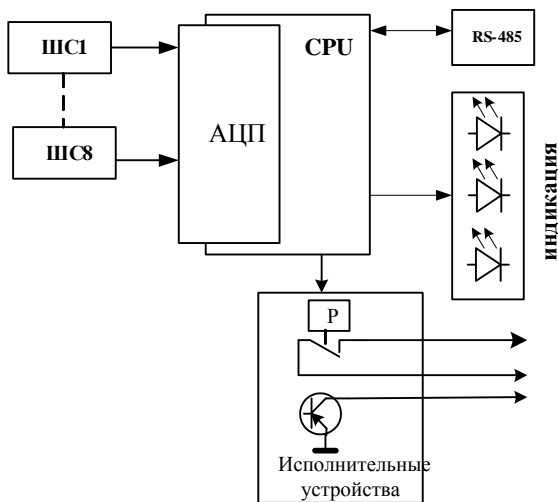 ШС1
CPU
RS-485
АЦП
ШС8
индикация
Р
Исполнительные
устройства